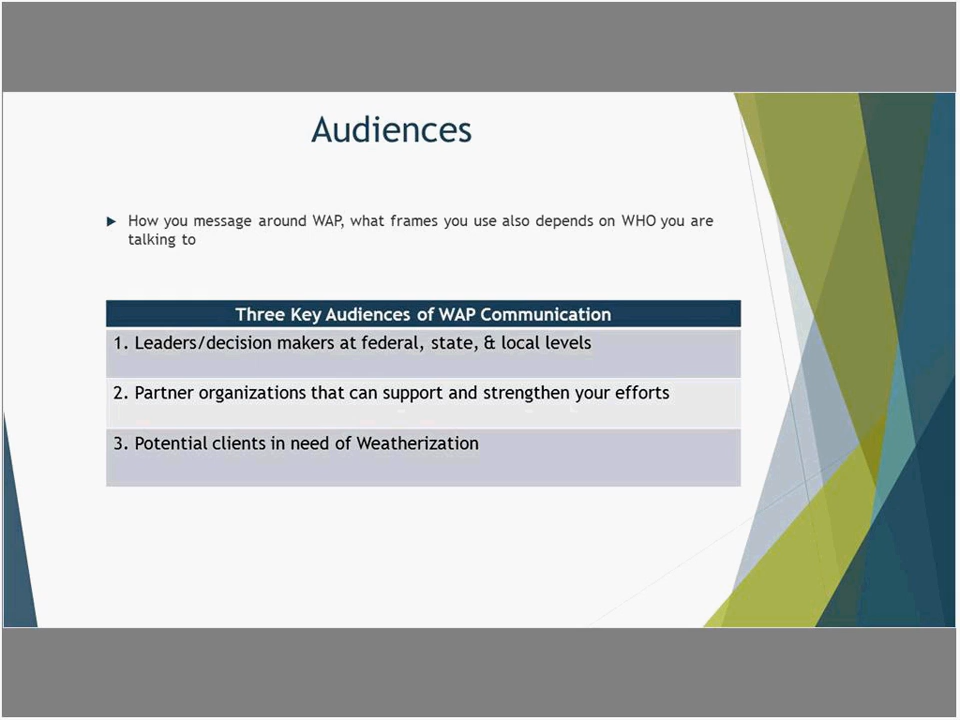 Audiences
How you message around WAP, what frames you use also depends on WHO you are
talking to
Three Key Audiences of WAP Communication
1. Leaders/decision makers at federal, state, & local levels
2. Partner organizations that can support and strengthen your efforts
3. Potential clients in need of Weatherization